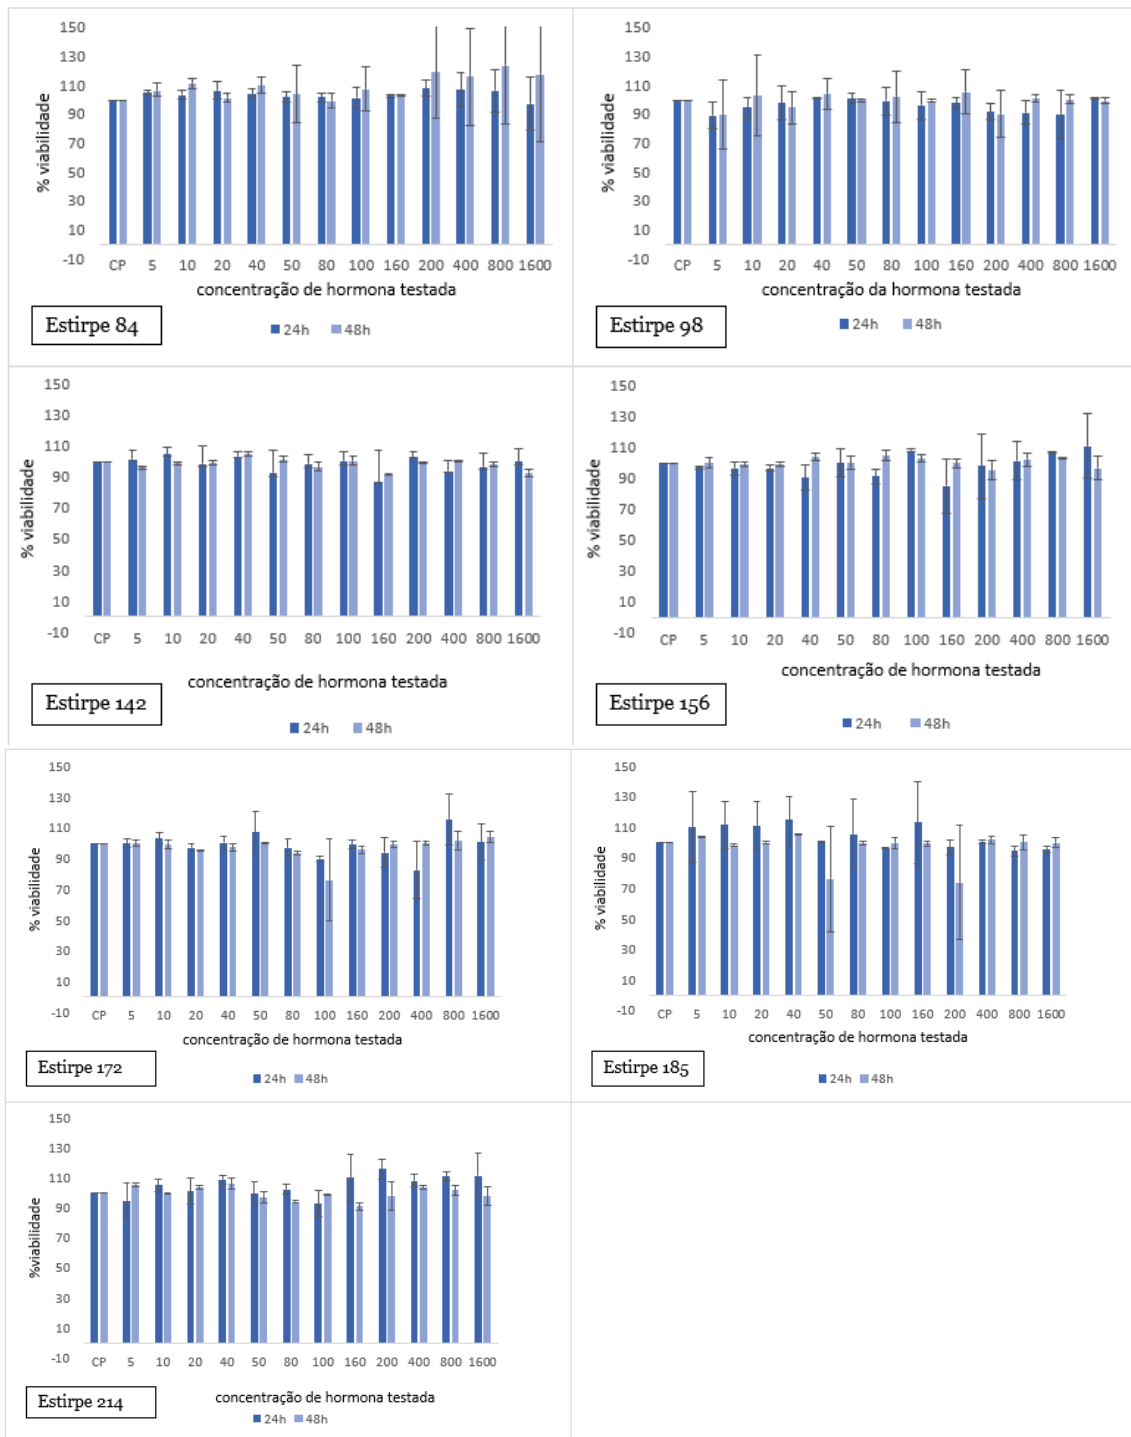 150
130
110
90
70
50
30
10
-10
% viabilidade
CP 5 10 20 40 50 80 100 160 200 400 800 1600
concentração de hormona testada
Estirpe 84
24h 48h
150
130
110
90
70
50
30
10
-10
% viabilidade
CP 5 10 20 40 50 80 100 160 200 400 800 1600
concentração da hormona testada
Estirpe 98
24h 48h
150
130
110
90
70
50
30
10
-10
% viabilidade
CP 5 10 20 40 50 80 100 160 200 400 800 1600
concentração de hormona testada
Estirpe 142
24h 48h
150
130
110
90
70
50
30
10
-10
% viabilidade
CP 5 10 20 40 50 80 100 160 200 400 800 1600
concentração de hormona testada
Estirpe 156
24h 48h
150
130
110
90
70
50
30
10
-10
% viabilidade
CP 5 10 20 40 50 80 100 160 200 400 800 1600
concentração de hormona testada
Estirpe 172
24h 48h
150
130
110
90
70
50
30
10
-10
% viabilidade
CP 5 10 20 40 50 80 100 160 200 400 800 1600
concentração de hormona testada
Estirpe 185
24h 48h
150
130
110
90
70
50
30
10
-10
%viabilidade
CP 5 10 20 40 50 80 100 160 200 400 800 1600
concentração de hormona testada
Estirpe 214
24h 48h